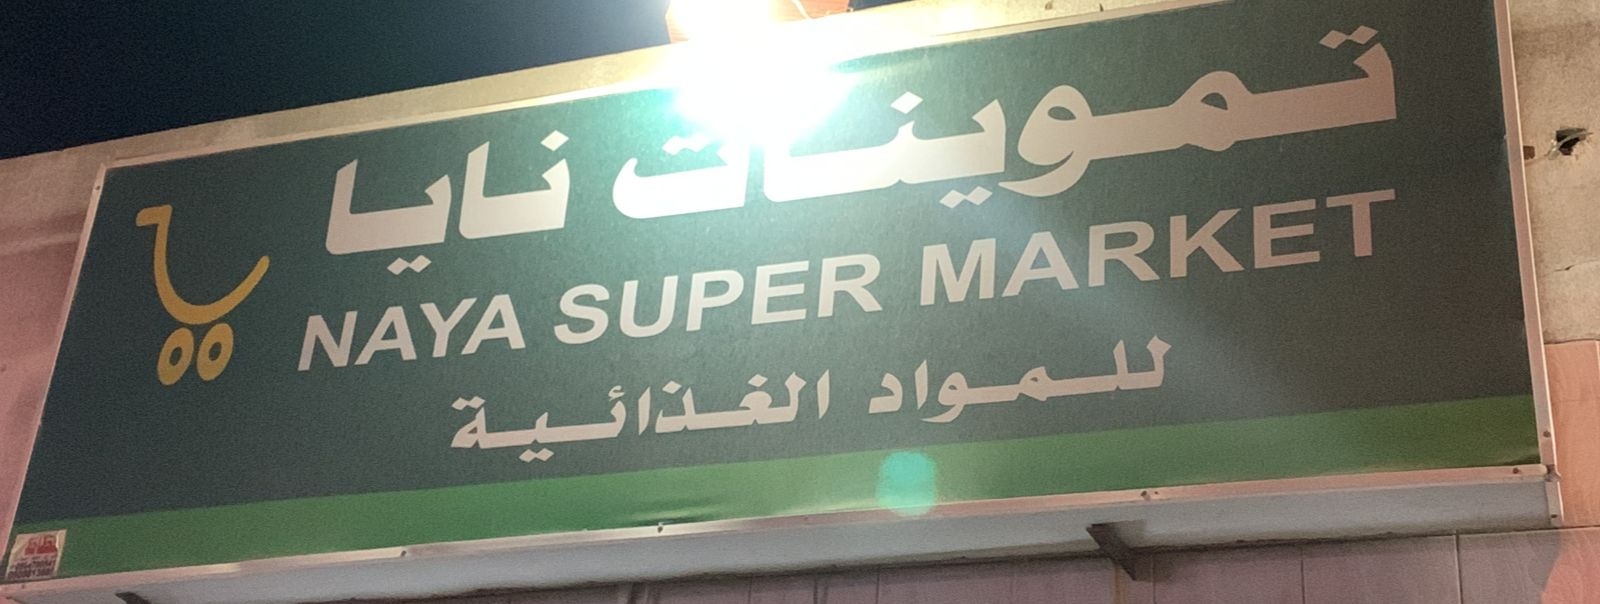 تموينات نايا
NAYA SUPER MARKET
للمواد الغذائية